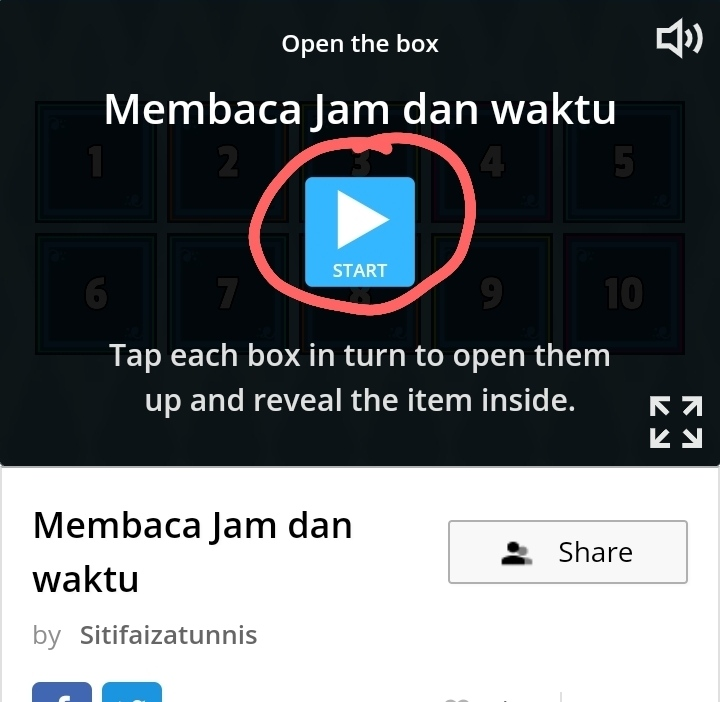 Open the box
Membaca Jam dan waktu
1 2 3 4 5
START
6 7 8 9 10
Tap each box in turn to open them
up and reveal the item inside.
Membaca Jam dan
waktu
Share
by Sitifaizatunnis